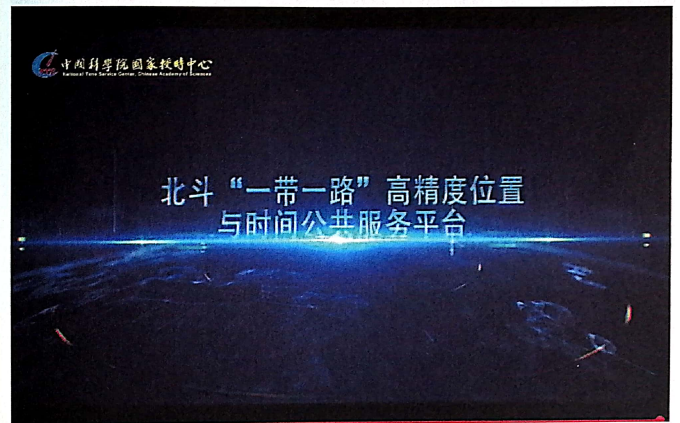 中国科学院国家授时中心
National Time Service Center, Chinese Academy of Sciences
北斗“一带一路”高精度位置
与时间公共服务平台